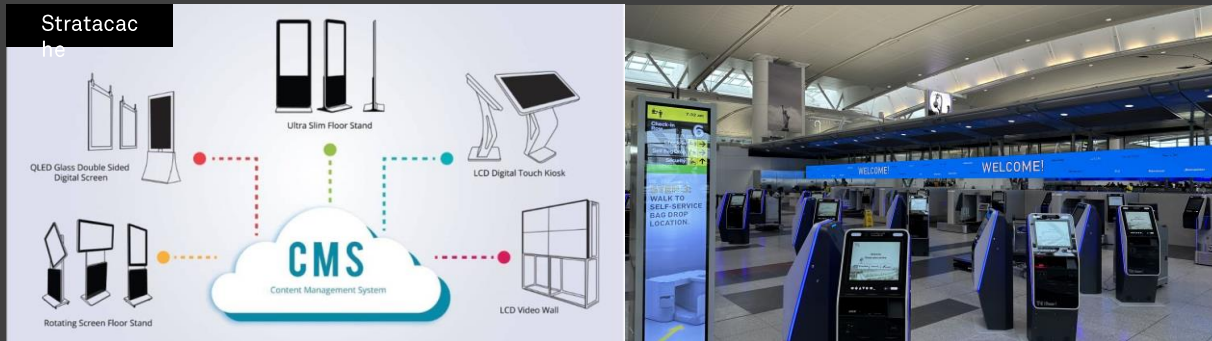 Stratacac
he
Ultra Slim Floor Stand
QLED Glass Double Sided
Digital Screen
LCD Digital Touch Kiosk
CMS
Content Management System
Rotating Screen Floor Stand
LCD Video Wall
Check-in
Row
6
Security
WALK TO
SELF-SERVICE
BAG DROP
LOCATION.
WELCOME!
WELCOME!